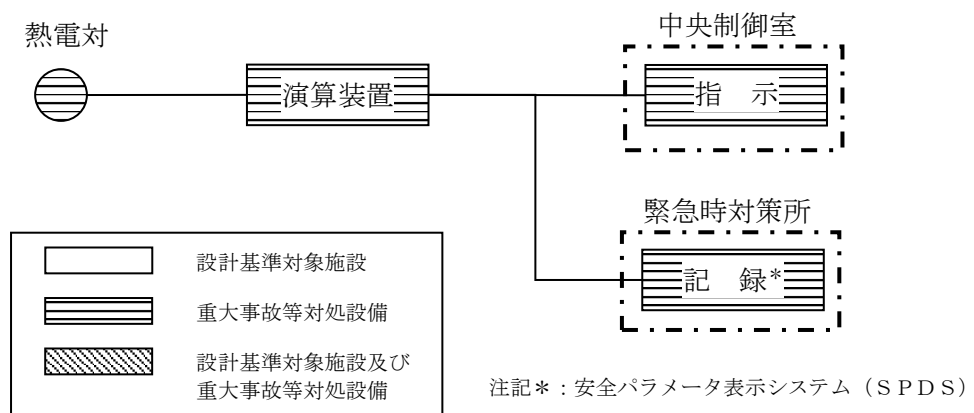 中央制御室
熱電対
演算装置
指　示
緊急時対策所
記　録*
設計基準対象施設
重大事故等対処設備
設計基準対象施設及び
重大事故等対処設備
注記＊：安全パラメータ表示システム（ＳＰＤＳ）